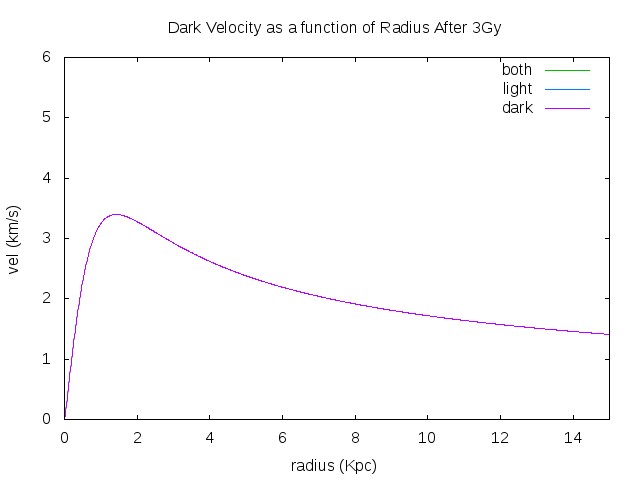 Dark Velocity as a function of Radius After 3Gy
both
light
dark
6
5
4
3
2
1
0
vel (km/s)
0 2 4 6 8 10 12 14
radius (Kpc)